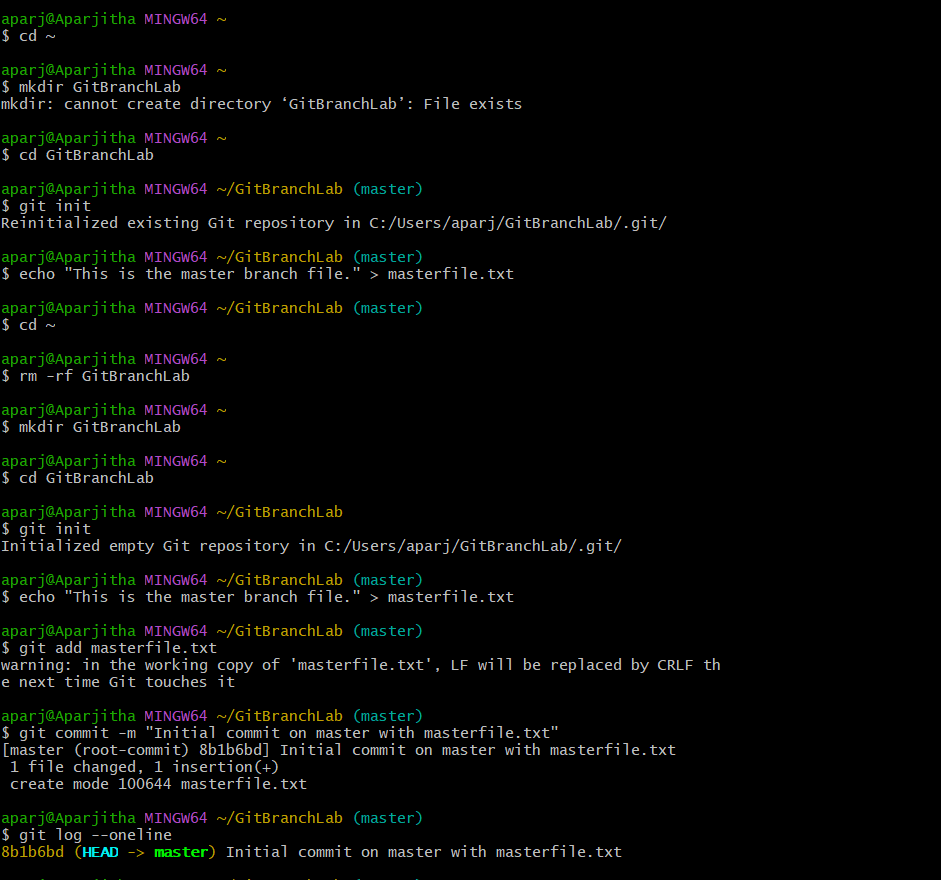 aparj@Aparjitha MINGW64 ~
$ cd ~
aparj@Aparjitha MINGW64 ~
$ mkdir GitBranchLab
mkdir: cannot create directory ‘GitBranchLab’: File exists
aparj@Aparjitha MINGW64 ~
$ cd GitBranchLab
aparj@Aparjitha MINGW64 ~/GitBranchLab (master)
$ git init
Reinitialized existing Git repository in C:/Users/aparj/GitBranchLab/.git/
aparj@Aparjitha MINGW64 ~/GitBranchLab (master)
$ echo "This is the master branch file." > masterfile.txt
aparj@Aparjitha MINGW64 ~/GitBranchLab (master)
$ cd ~
aparj@Aparjitha MINGW64 ~
$ rm -rf GitBranchLab
aparj@Aparjitha MINGW64 ~
$ mkdir GitBranchLab
aparj@Aparjitha MINGW64 ~
$ cd GitBranchLab
aparj@Aparjitha MINGW64 ~/GitBranchLab
$ git init
Initialized empty Git repository in C:/Users/aparj/GitBranchLab/.git/
aparj@Aparjitha MINGW64 ~/GitBranchLab (master)
$ echo "This is the master branch file." > masterfile.txt
aparj@Aparjitha MINGW64 ~/GitBranchLab (master)
$ git add masterfile.txt
warning: in the working copy of 'masterfile.txt', LF will be replaced by CRLF th
e next time Git touches it
aparj@Aparjitha MINGW64 ~/GitBranchLab (master)
$ git commit -m "Initial commit on master with masterfile.txt"
[master (root-commit) 8b1b6bd] Initial commit on master with masterfile.txt
 1 file changed, 1 insertion(+)
 create mode 100644 masterfile.txt
aparj@Aparjitha MINGW64 ~/GitBranchLab (master)
$ git log --oneline
8b1b6bd (HEAD -> master) Initial commit on master with masterfile.txt